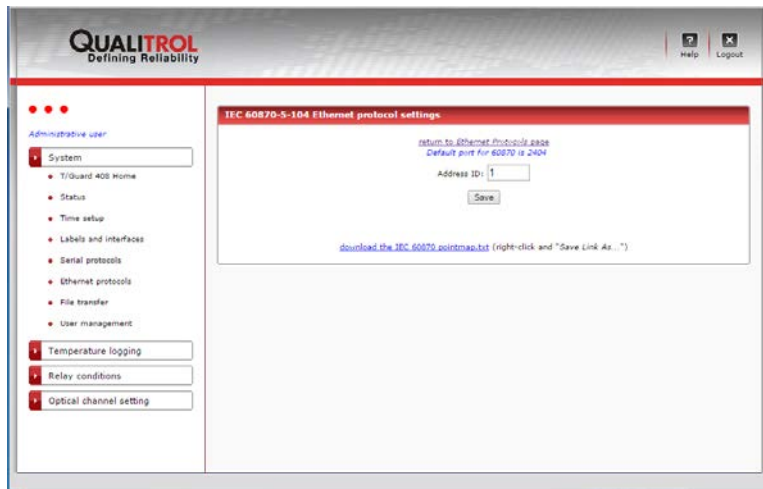 QUALITROL
Defining Reliability
Help
Logout
Administrative user
System
T/Guard 408 Home
Status
Time setup
Labels and interfaces
Serial protocols
Ethernet protocols
File transfer
User management
Temperature logging
Relay conditions
Optical channel setting
IEC 60870-5-104 Ethernet protocol settings
return to Ethernet Protocols page
Default port for 60870 is 2404
Address ID: 1
Save
download the IEC 60870 pointmap.txt (right-click and "Save Link As...")